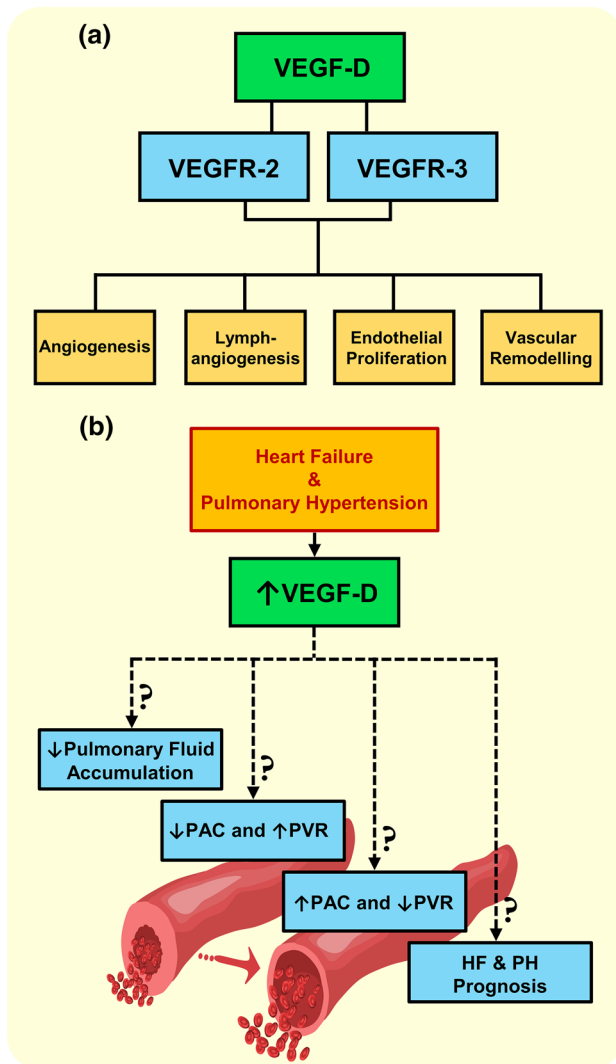 (a)
VEGF-D
VEGFR-2
VEGFR-3
Angiogenesis
Lymph-
angiogenesis
Endothelial
Proliferation
Vascular
Remodelling
(b)
Heart Failure
&
Pulmonary Hypertension
↑VEGF-D
?
↓Pulmonary Fluid
Accumulation
?
↓PAC and ↑PVR
?
↑PAC and ↓PVR
?
HF & PH
Prognosis